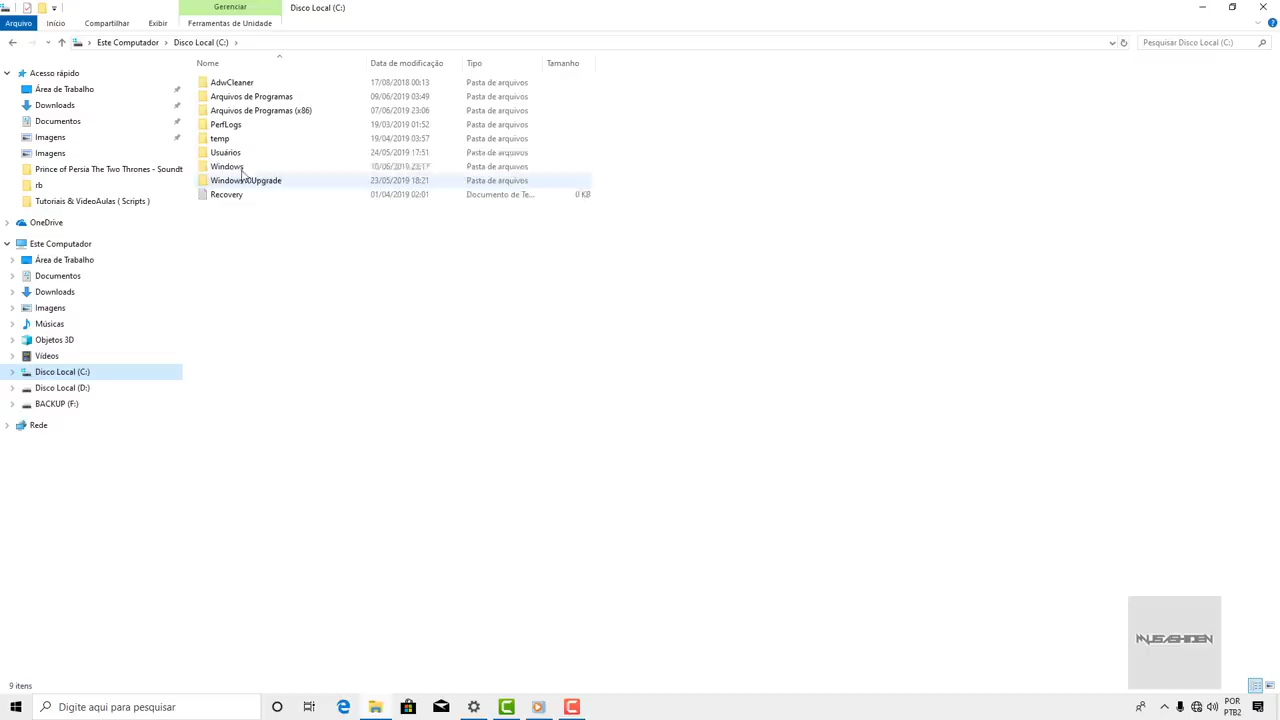 Gerenciar
Disco Local (C:)
Arquivo
Início
Compartilhar
Exibir
Ferramentas de Unidade
Este Computador
Disco Local (C:)
Pesquisar Disco Local (C:)
Nome
Data de modificação
Tipo
Tamanho
AdwCleaner
17/08/2018 00:13
Pasta de arquivos
Arquivos de Programas
09/06/2019 03:49
Pasta de arquivos
Arquivos de Programas (x86)
07/06/2019 23:06
Pasta de arquivos
PerfLogs
19/03/2019 01:52
Pasta de arquivos
temp
19/04/2019 03:57
Pasta de arquivos
Usuários
24/05/2019 17:51
Pasta de arquivos
Windows
Pasta de arquivos
23/05/2019 18:21
Pasta de arquivos
Recovery
01/04/2019 02:01
Documento de Te...
0 KB
Acesso rápido
Área de Trabalho
Downloads
Documentos
Imagens
Imagens
Prince of Persia The Two Thrones - Soundt
rb
Tutoriais & VideoAulas ( Scripts )
OneDrive
Este Computador
Área de Trabalho
Documentos
Downloads
Imagens
Músicas
Objetos 3D
Vídeos
Disco Local (C:)
Disco Local (D:)
BACKUP (F:)
Rede
9 itens
Digite aqui para pesquisar
POR
PTB2